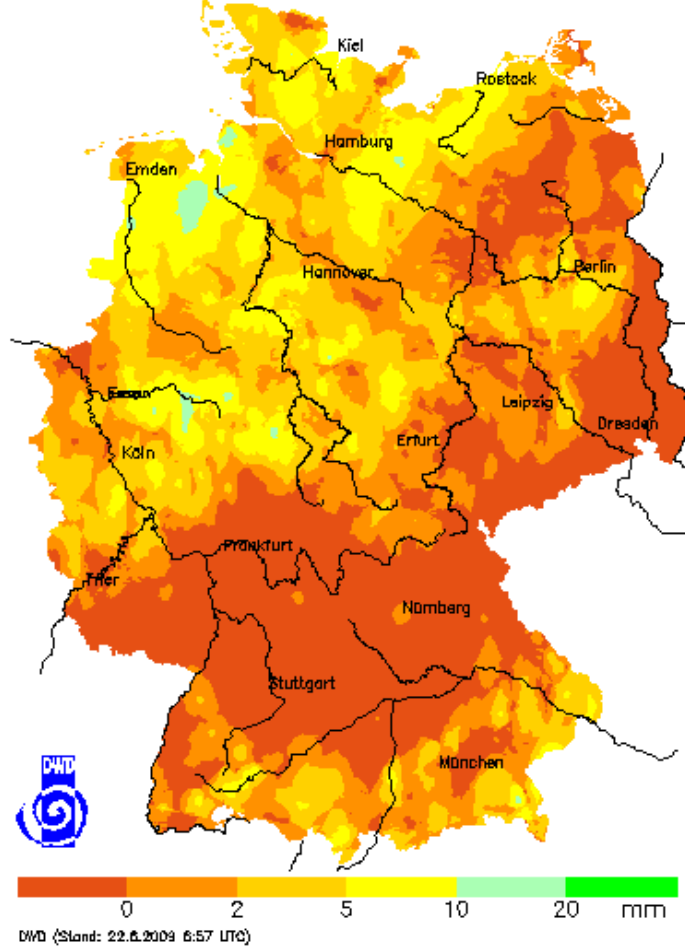 Kiel
Rostock
Hamburg
Emden
Hannover
Berlin
Essen
Leipzig
Dresden
Erfurt
Köln
Frankfurt
Trier
Nürnberg
Stuttgart
München
DWD
0 2 5 10 20 mm
DWD (Stand: 22.6.2009 6:57 UTC)